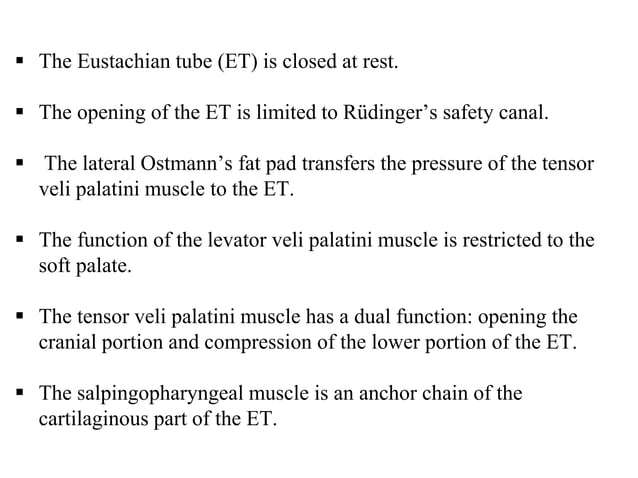 ▪ The Eustachian tube (ET) is closed at rest.
▪ The opening of the ET is limited to Rüdinger’s safety canal.
▪ The lateral Ostmann’s fat pad transfers the pressure of the tensor
veli palatini muscle to the ET.
▪ The function of the levator veli palatini muscle is restricted to the
soft palate.
▪ The tensor veli palatini muscle has a dual function: opening the
cranial portion and compression of the lower portion of the ET.
▪ The salpingopharyngeal muscle is an anchor chain of the
cartilaginous part of the ET.